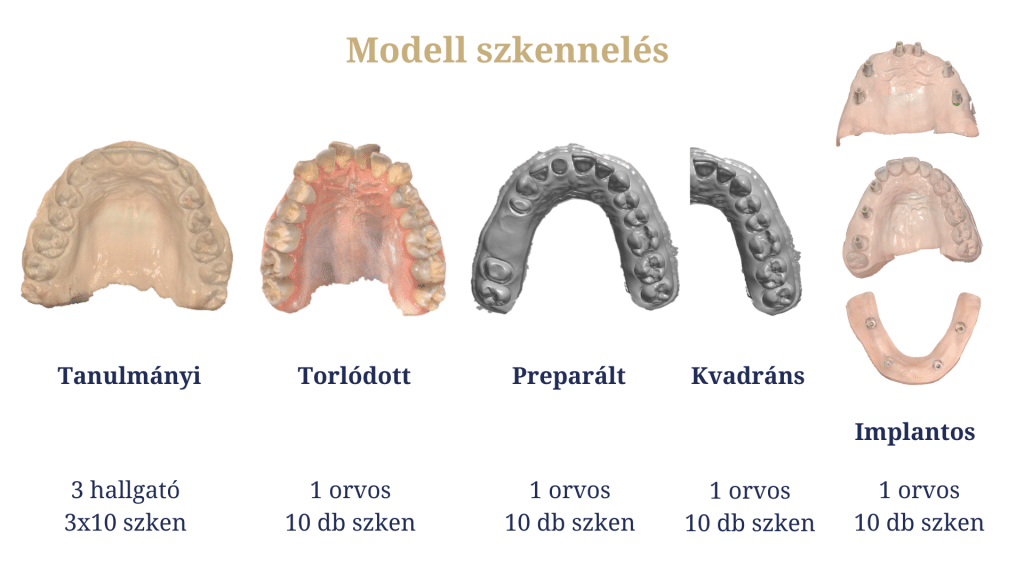 Modell szkennelés
Tanulmányi
Torlódott
Preparált
Kvadráns
Implantos
3 hallgató
3x10 szken
1 orvos
10 db szken
1 orvos
10 db szken
1 orvos
10 db szken
1 orvos
10 db szken